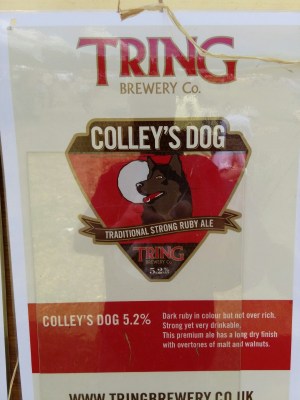 TRING
BREWERY Co.
COLLEY'S DOG
TRADITIONAL STRONG RUBY ALE
TRING
BREWERY Co.
5.2%
COLLEY'S DOG 5.2%
Dark ruby in colour but not over rich.
Strong yet very drinkable.
This premium ale has a long dry finish
with overtones of malt and walnuts.
WWW.TRINGBREWERY.CO.UK